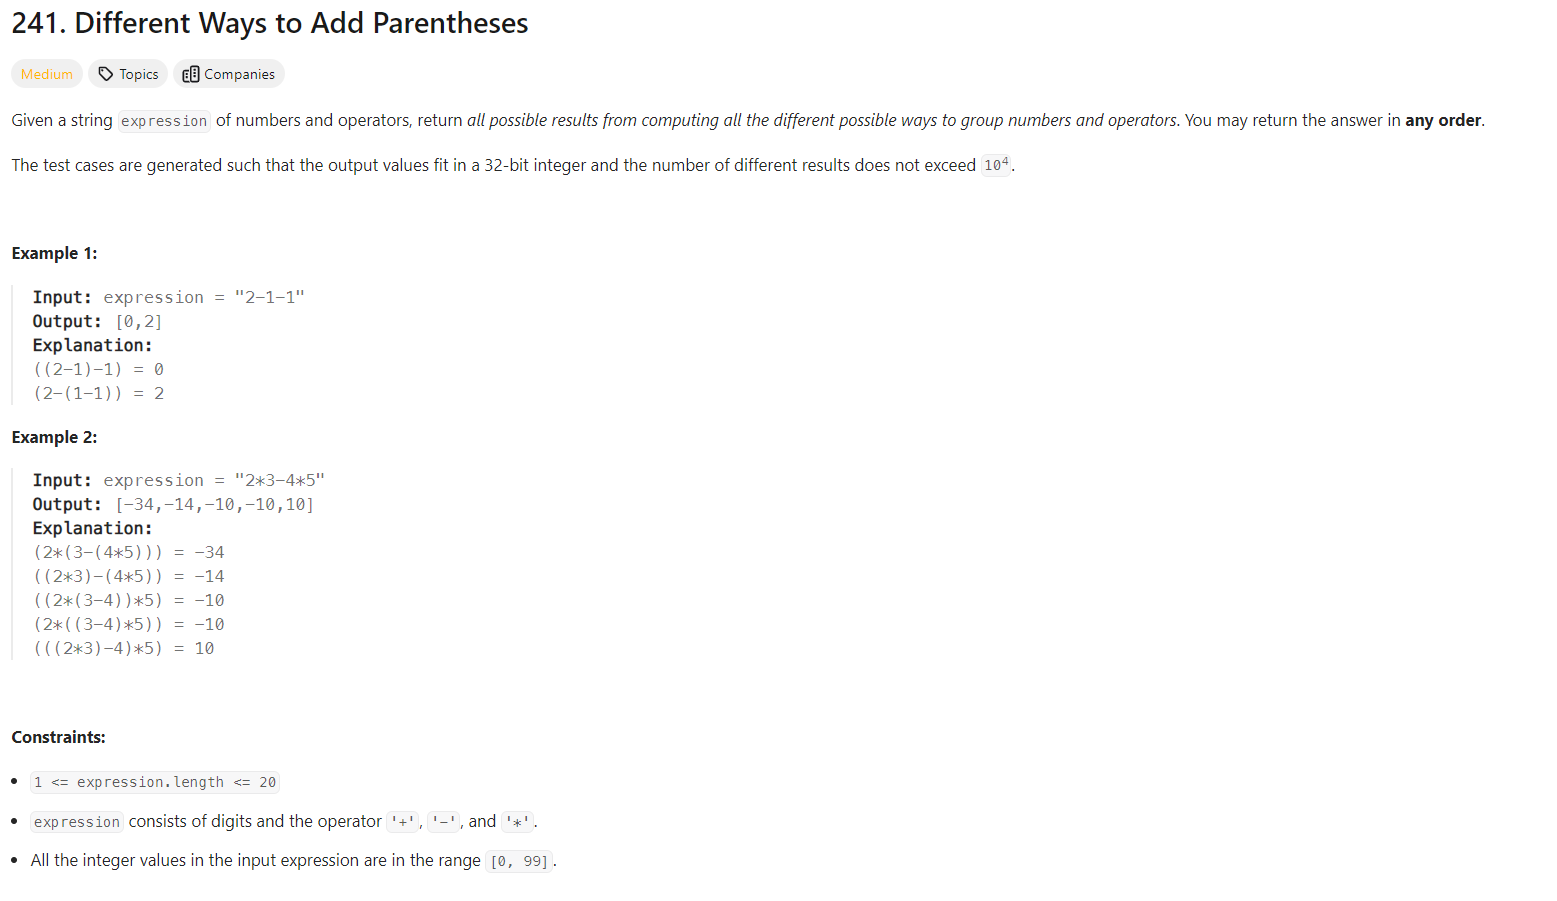 241. Different Ways to Add Parentheses
Medium Topics Companies
Given a string expression of numbers and operators, return all possible results from computing all the different possible ways to group numbers and operators. You may return the answer in any order.
The test cases are generated such that the output values fit in a 32-bit integer and the number of different results does not exceed 10⁴.
Example 1:
Input: expression = "2-1-1"
Output: [0,2]
Explanation:
((2-1)-1) = 0
(2-(1-1)) = 2
Example 2:
Input: expression = "2*3-4*5"
Output: [-34,-14,-10,-10,10]
Explanation:
(2*(3-(4*5))) = -34
((2*3)-(4*5)) = -14
((2*(3-4))*5) = -10
(2*((3-4)*5)) = -10
(((2*3)-4)*5) = 10
Constraints:
• 1 <= expression.length <= 20
• expression consists of digits and the operator '+', '-', and '*'.
• All the integer values in the input expression are in the range [0, 99].